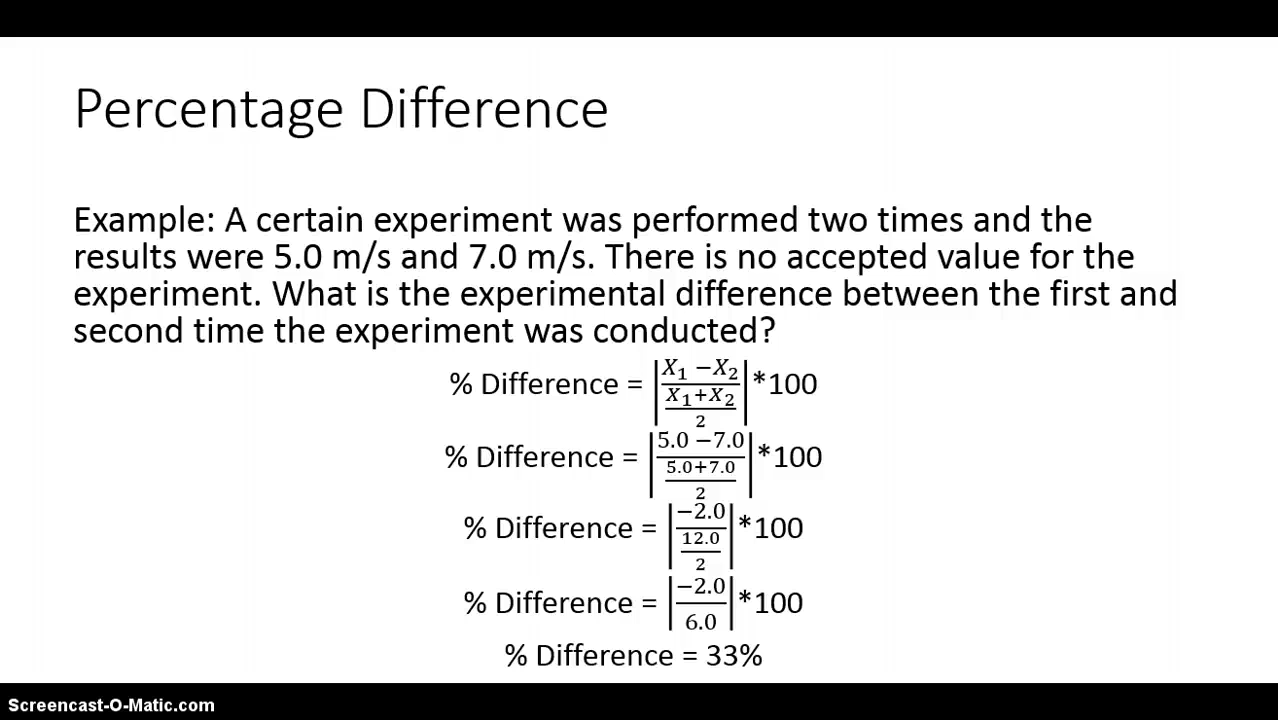 Percentage Difference
Example: A certain experiment was performed two times and the
results were 5.0 m/s and 7.0 m/s. There is no accepted value for the
experiment. What is the experimental difference between the first and
second time the experiment was conducted?
% Difference = |(X₁ −X₂)/((X₁+X₂)/2)| *100
% Difference = |(5.0 −7.0)/((5.0+7.0)/2)| *100
% Difference = |(−2.0)/(12.0/2)| *100
% Difference = |(−2.0)/6.0| *100
% Difference = 33%
Screencast-O-Matic.com